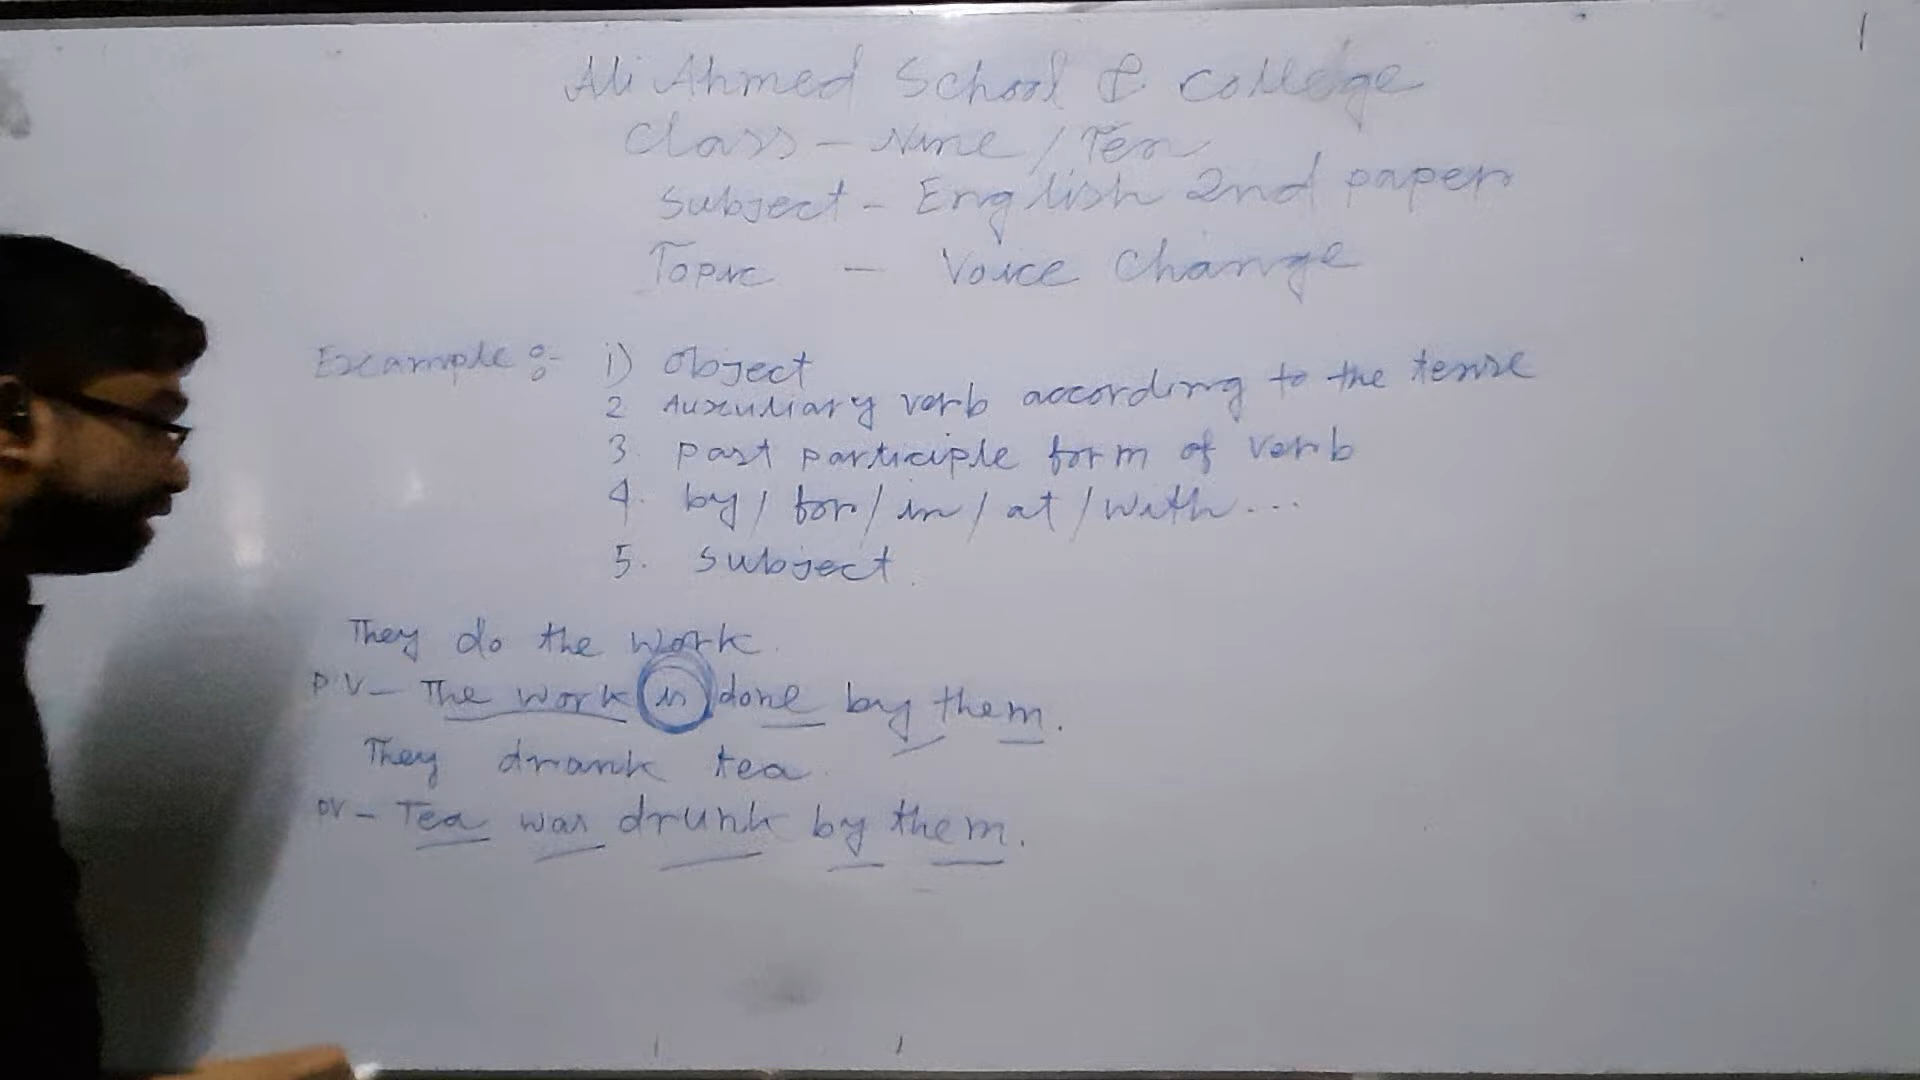 Ali Ahmed School & College
Class - Nine / Ten
Subject - English 2nd paper
Topic - Voice Change
Example :- i) Object
2 Auxuliary verb according to the tense
3. past participle form of verb
4. by / for / in / at / with ...
5. Subject.
They do the work.
P.V - The work is done by them.
They drank tea.
PV - Tea was drunk by them.